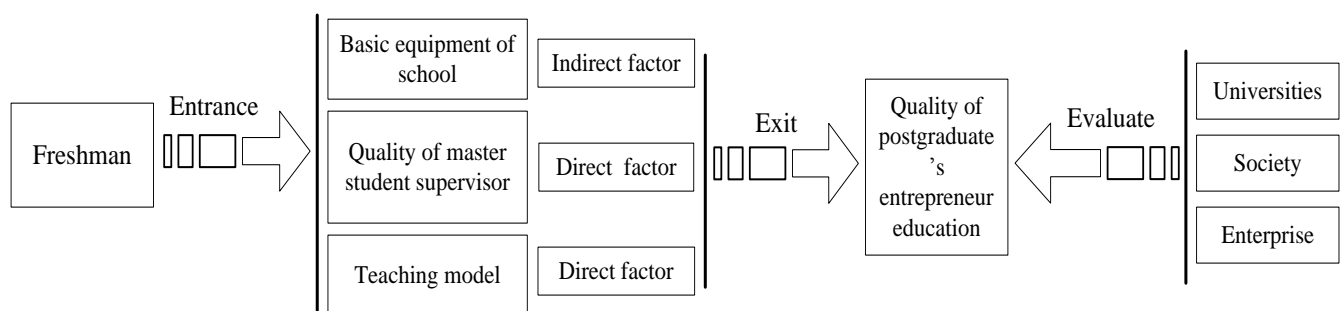 Freshman
Entrance
Basic equipment of
school
Indirect factor
Quality of master
student supervisor
Direct factor
Teaching model
Direct factor
Exit
Quality of
postgraduate
's
entrepreneur
education
Evaluate
Universities
Society
Enterprise